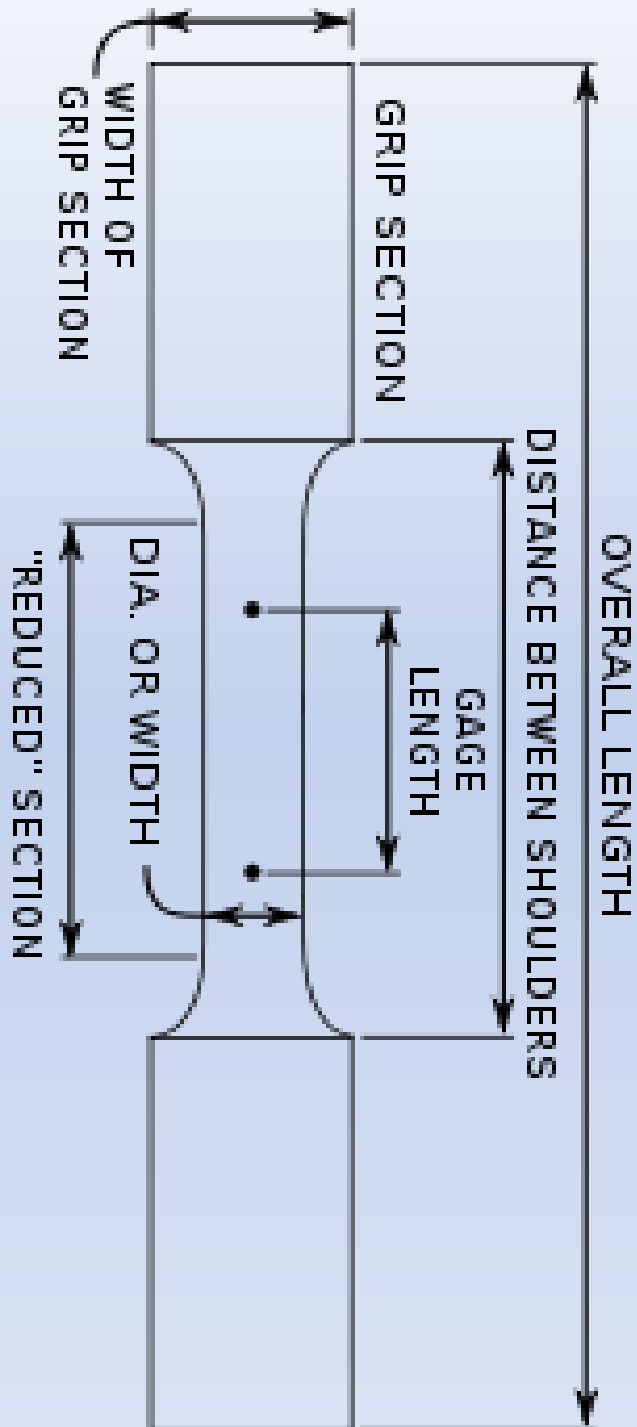 OVERALL LENGTH
DISTANCE BETWEEN SHOULDERS
GAGE
LENGTH
GRIP SECTION
DIA. OR WIDTH
WIDTH OF
GRIP SECTION
"REDUCED" SECTION